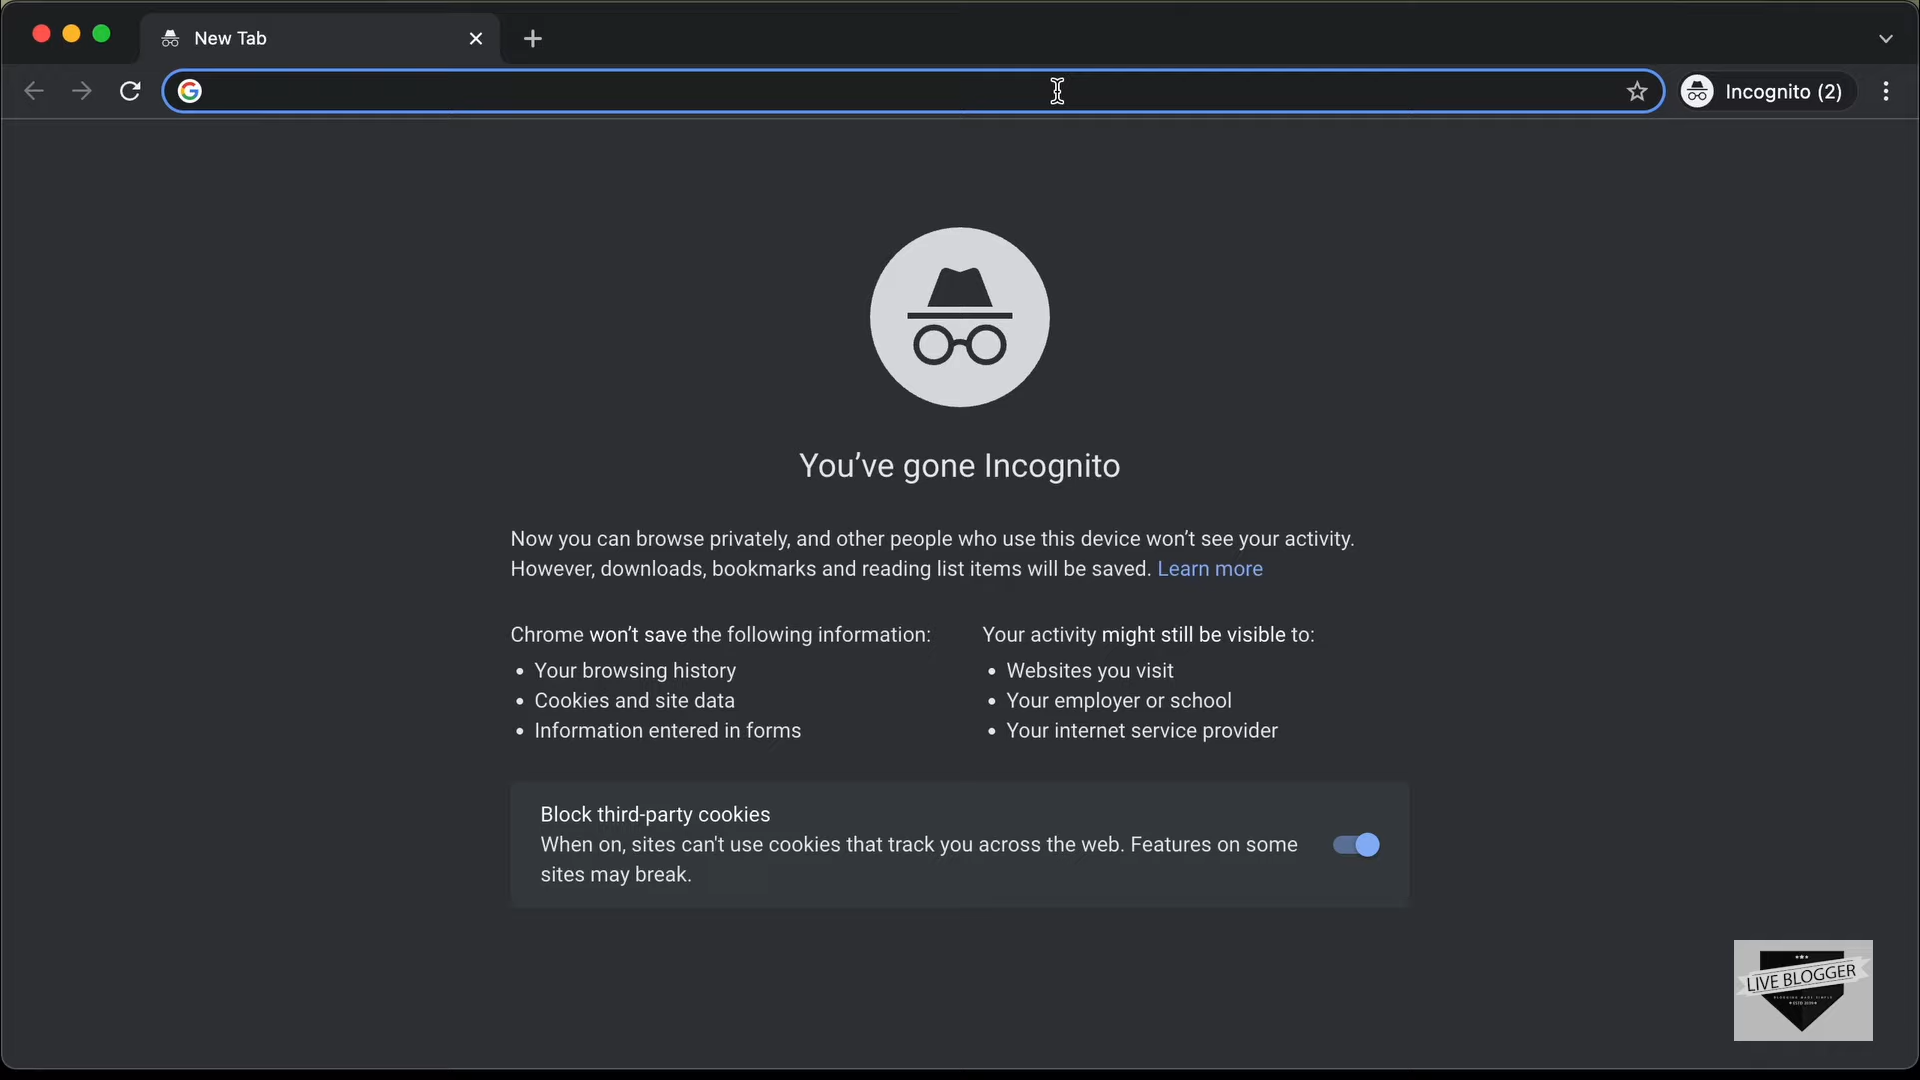 New Tab
Incognito (2)
You’ve gone Incognito
Now you can browse privately, and other people who use this device won’t see your activity.
However, downloads, bookmarks and reading list items will be saved. Learn more
Chrome won’t save the following information:
Your browsing history
Cookies and site data
Information entered in forms
Your activity might still be visible to:
Websites you visit
Your employer or school
Your internet service provider
Block third-party cookies
When on, sites can't use cookies that track you across the web. Features on some
sites may break.
LIVE BLOGGER